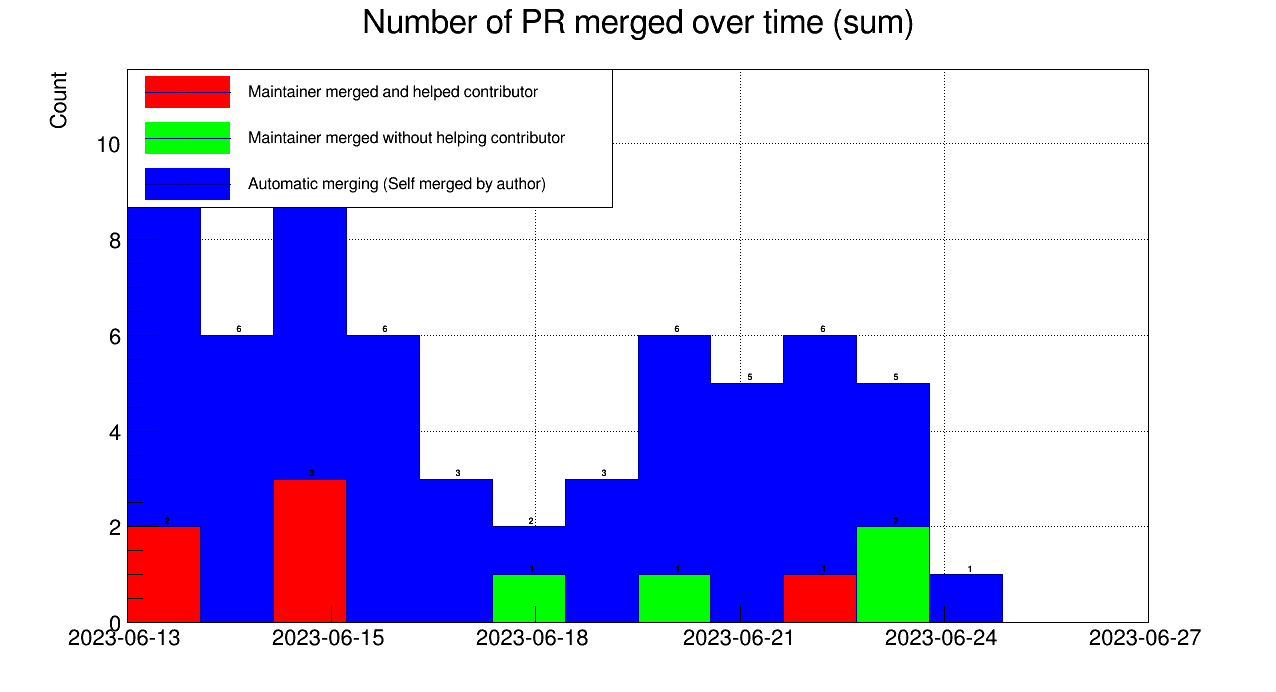 Number of PR merged over time (sum)
Count
Maintainer merged and helped contributor
Maintainer merged without helping contributor
Automatic merging (Self merged by author)
10
8
6
4
2
0
6 6 6 6
5 5
3 3
2 2 2
1 1 1 1
2023-06-13 2023-06-15 2023-06-18 2023-06-21 2023-06-24 2023-06-27